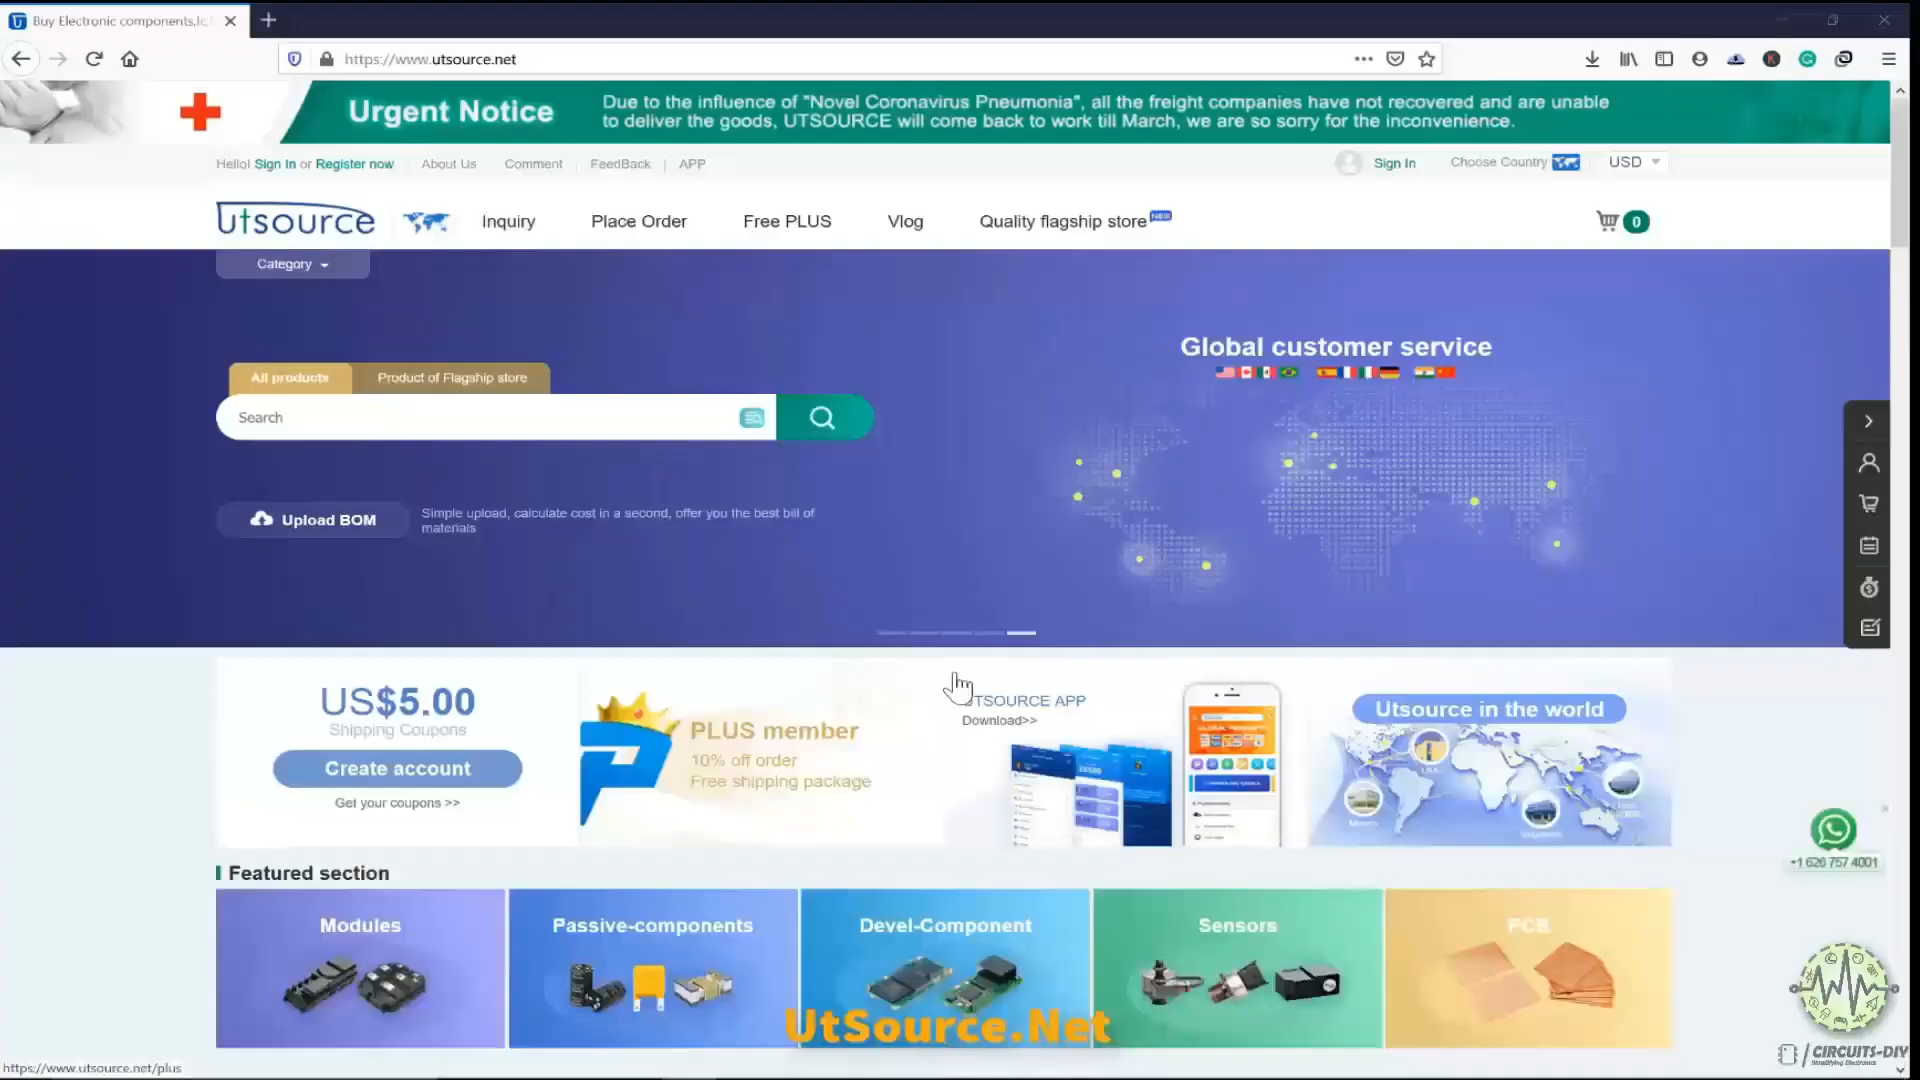 Buy Electronic components,Ic,
https://www.utsource.net
Urgent Notice
Due to the influence of "Novel Coronavirus Pneumonia", all the freight companies have not recovered and are unable
to deliver the goods, UTSOURCE will come back to work till March, we are so sorry for the inconvenience.
Hello! Sign In or Register now
About Us
Comment
FeedBack
APP
Sign In
Choose Country
USD
utsource
Inquiry
Place Order
Free PLUS
Vlog
Quality flagship store
NEW
0
Category
Global customer service
All products
Product of Flagship store
Search
Upload BOM
Simple upload, calculate cost in a second, offer you the best bill of
materials
US$5.00
Shipping Coupons
Create account
Get your coupons >>
PLUS member
10% off order
Free shipping package
UTSOURCE APP
Download>>
Utsource in the world
+1 626 757 4001
Featured section
Modules
Passive-components
Devel-Component
Sensors
PCB
UtSource.Net
CIRCUITS-DIY
Simplifying Electronics
https://www.utsource.net/plus